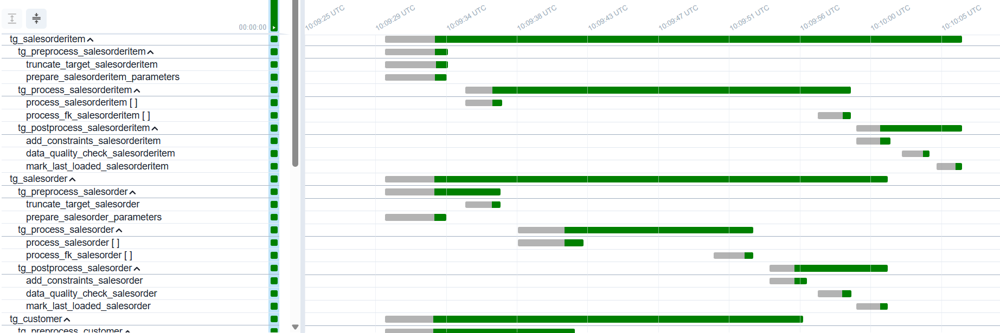 10:09:25 UTC
10:09:29 UTC
10:09:34 UTC
10:09:38 UTC
10:09:43 UTC
10:09:47 UTC
10:09:51 UTC
10:09:56 UTC
10:10:00 UTC
10:10:05 UTC
00:00:00
tg_salesorderitem
tg_preprocess_salesorderitem
truncate_target_salesorderitem
prepare_salesorderitem_parameters
tg_process_salesorderitem
process_salesorderitem [ ]
process_fk_salesorderitem [ ]
tg_postprocess_salesorderitem
add_constraints_salesorderitem
data_quality_check_salesorderitem
mark_last_loaded_salesorderitem
tg_salesorder
tg_preprocess_salesorder
truncate_target_salesorder
prepare_salesorder_parameters
tg_process_salesorder
process_salesorder [ ]
process_fk_salesorder [ ]
tg_postprocess_salesorder
add_constraints_salesorder
data_quality_check_salesorder
mark_last_loaded_salesorder
tg_customer
tg_preprocess_customer